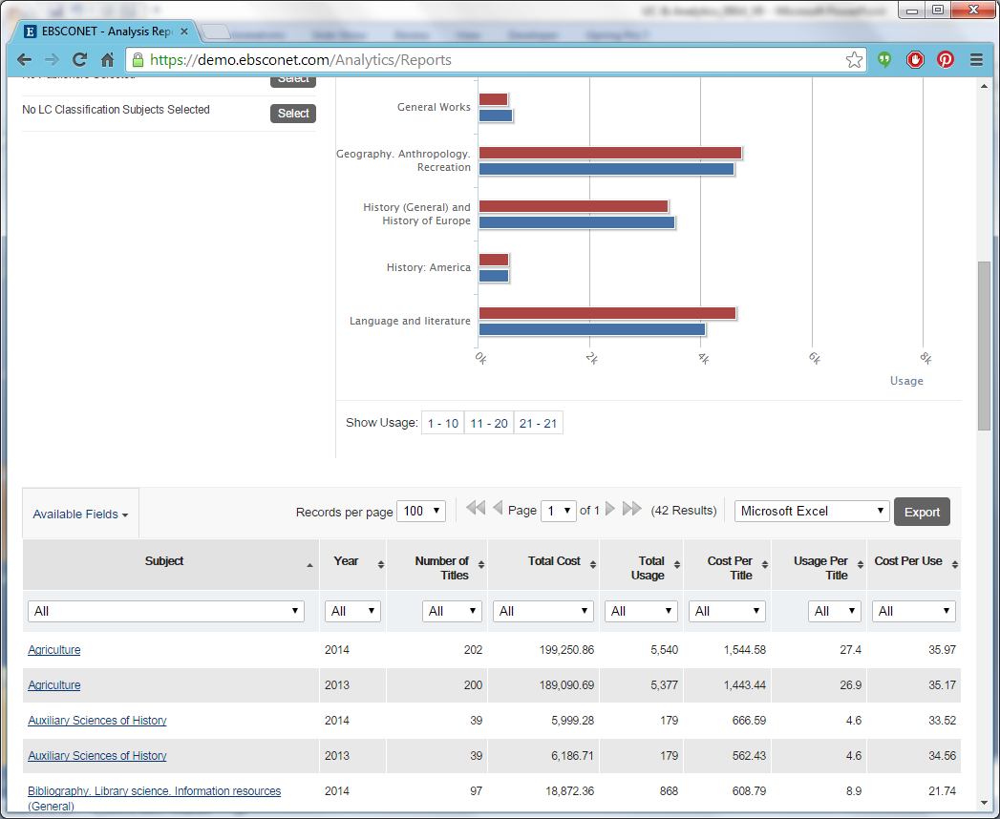 EBSCONET - Analysis Repo
https://demo.ebsconet.com/Analytics/Reports
Select
No LC Classification Subjects Selected
Select
General Works
Geography. Anthropology.
Recreation
History (General) and
History of Europe
History: America
Language and literature
0k 2k 4k 6k 8k
Usage
Show Usage: 1 - 10 11 - 20 21 - 21
Available Fields
Records per page 100 Page 1 of 1 (42 Results) Microsoft Excel Export
Subject Year Number of Titles Total Cost Total Usage Cost Per Title Usage Per Title Cost Per Use
All All All All All All All All
Agriculture 2014 202 199,250.86 5,540 1,544.58 27.4 35.97
Agriculture 2013 200 189,090.69 5,377 1,443.44 26.9 35.17
Auxiliary Sciences of History 2014 39 5,999.28 179 666.59 4.6 33.52
Auxiliary Sciences of History 2013 39 6,186.71 179 562.43 4.6 34.56
Bibliography. Library science. Information resources 2014 97 18,872.36 868 608.79 8.9 21.74
(General)